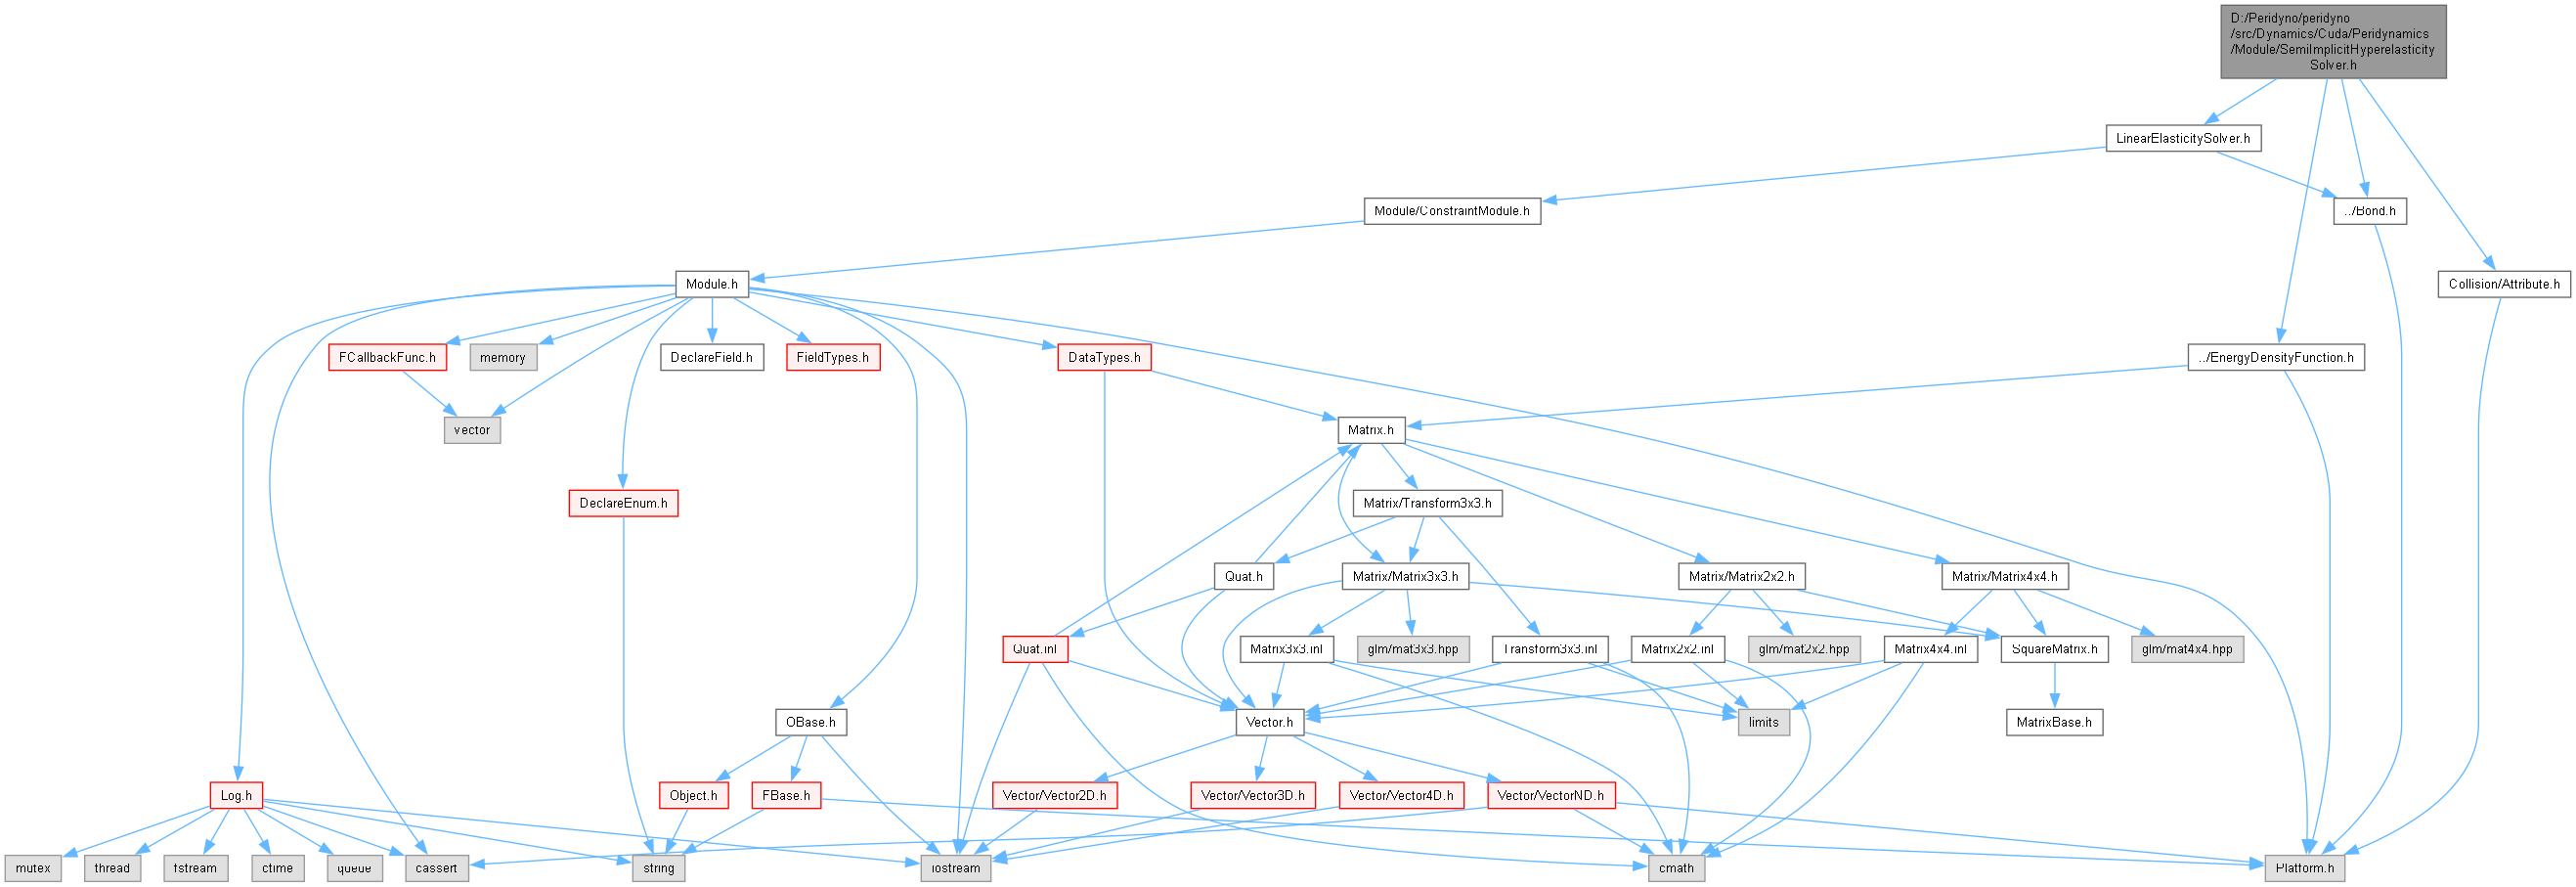 D:/Peridyno/peridyno
/src/Dynamics/Cuda/Peridynamics
/Module/SemiImplicitHyperelasticity
Solver.h
LinearElasticitySolver.h
Module/ConstraintModule.h
../Bond.h
Module.h
Collision/Attribute.h
FCallbackFunc.h
memory
DeclareField.h
FieldTypes.h
DataTypes.h
../EnergyDensityFunction.h
vector
Matrix.h
DeclareEnum.h
Matrix/Transform3x3.h
Quat.h
Matrix/Matrix3x3.h
Matrix/Matrix2x2.h
Matrix/Matrix4x4.h
Quat.inl
Matrix3x3.inl
glm/mat3x3.hpp
Transform3x3.inl
Matrix2x2.inl
glm/mat2x2.hpp
Matrix4x4.inl
SquareMatrix.h
glm/mat4x4.hpp
OBase.h
Vector.h
limits
MatrixBase.h
Log.h
Object.h
FBase.h
Vector/Vector2D.h
Vector/Vector3D.h
Vector/Vector4D.h
Vector/VectorND.h
mutex
thread
fstream
ctime
queue
cassert
string
iostream
cmath
Platform.h